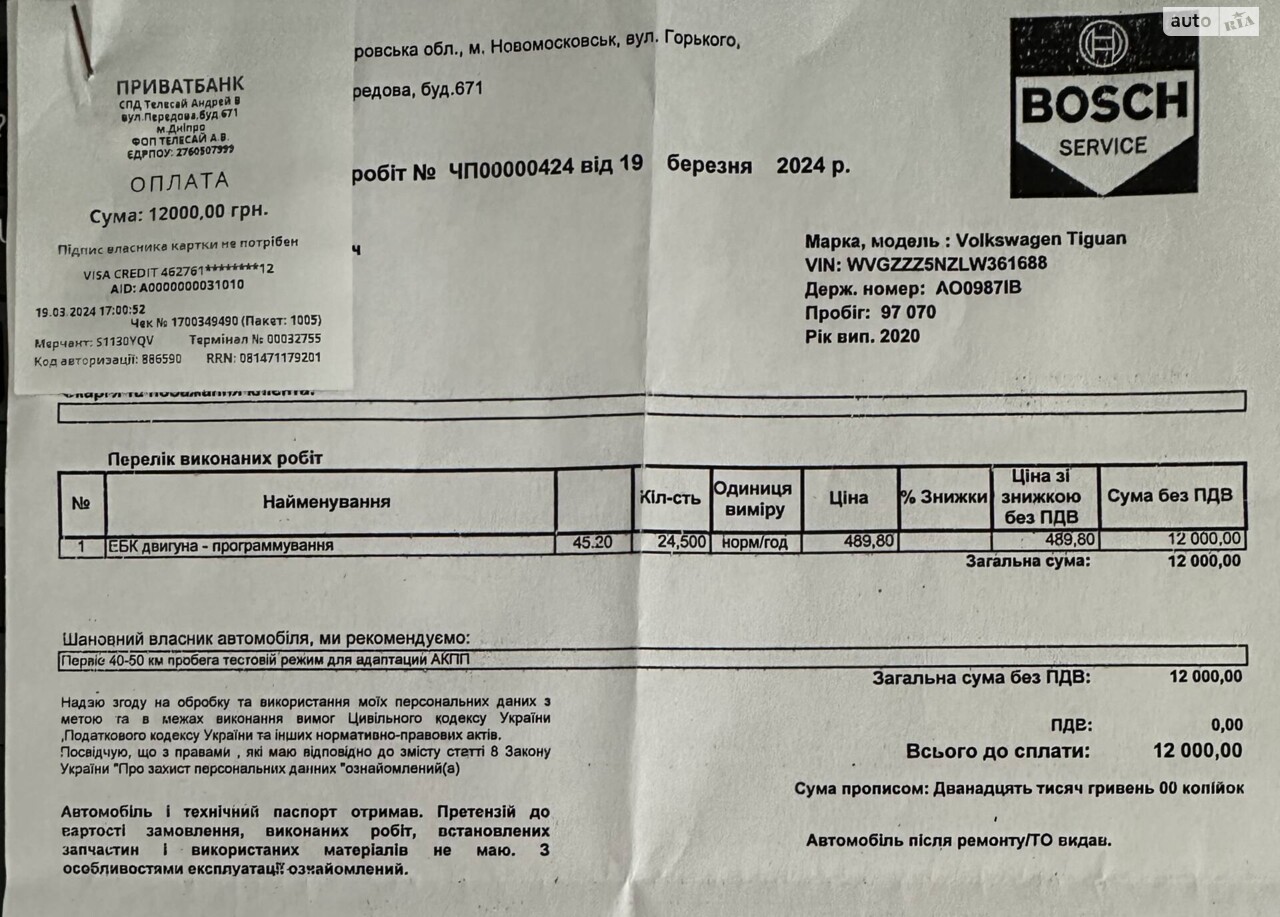 auto RIA
ПРИВАТБАНК
СПД Телесай Андрей В
вул.Передова,буд 671
м.Дніпро
ФОП ТЕЛЕСАЙ А.В.
ЄДРПОУ: 2760507999
ОПЛАТА
Сума: 12000,00 грн.
Підпис власника картки не потрібен
VISA CREDIT 462761********12
AID: A0000000031010
19.03.2024 17:00:52
Чек № 1700349490 (Пакет: 1005)
Мерчант: S1130YQV Термінал № 00032755
Код авторизації: 886590 RRN: 081471179201
ровська обл., м. Новомосковськ, вул. Горького,
редова, буд.671
BOSCH
SERVICE
робіт № ЧП00000424 від 19 березня 2024 р.
ч
Марка, модель : Volkswagen Tiguan
VIN: WVGZZZ5NZLW361688
Держ. номер: АО0987ІВ
Пробіг: 97 070
Рік вип. 2020
Перелік виконаних робіт
№ Найменування Кіл-сть Одиниця виміру Ціна % Знижки Ціна зі знижкою без ПДВ Сума без ПДВ
1 ЕБК двигуна - программування 45.20 24,500 норм/год 489,80 489,80 12 000,00
Загальна сума: 12 000,00
Шановний власник автомобіля, ми рекомендуємо:
Первіс 40-50 км пробега тестовій режим для адаптаций АКПП
Загальна сума без ПДВ: 12 000,00
ПДВ: 0,00
Всього до сплати: 12 000,00
Сума прописом: Дванадцять тисяч гривень 00 копійок
Надаю згоду на обробку та використання моїх персональних даних з
метою та в межах виконання вимог Цивільного кодексу України
,Податкового кодексу України та інших нормативно-правових актів.
Посвідчую, що з правами , які маю відповідно до змісту статті 8 Закону
України "Про захист персональних данних "ознайомлений(а)
Автомобіль і технічний паспорт отримав. Претензій до
вартості замовлення, виконаних робіт, встановлених
запчастин і використаних матеріалів не маю. З
особливостями експлуатації ознайомлений.
Автомобіль після ремонту/ТО видав.